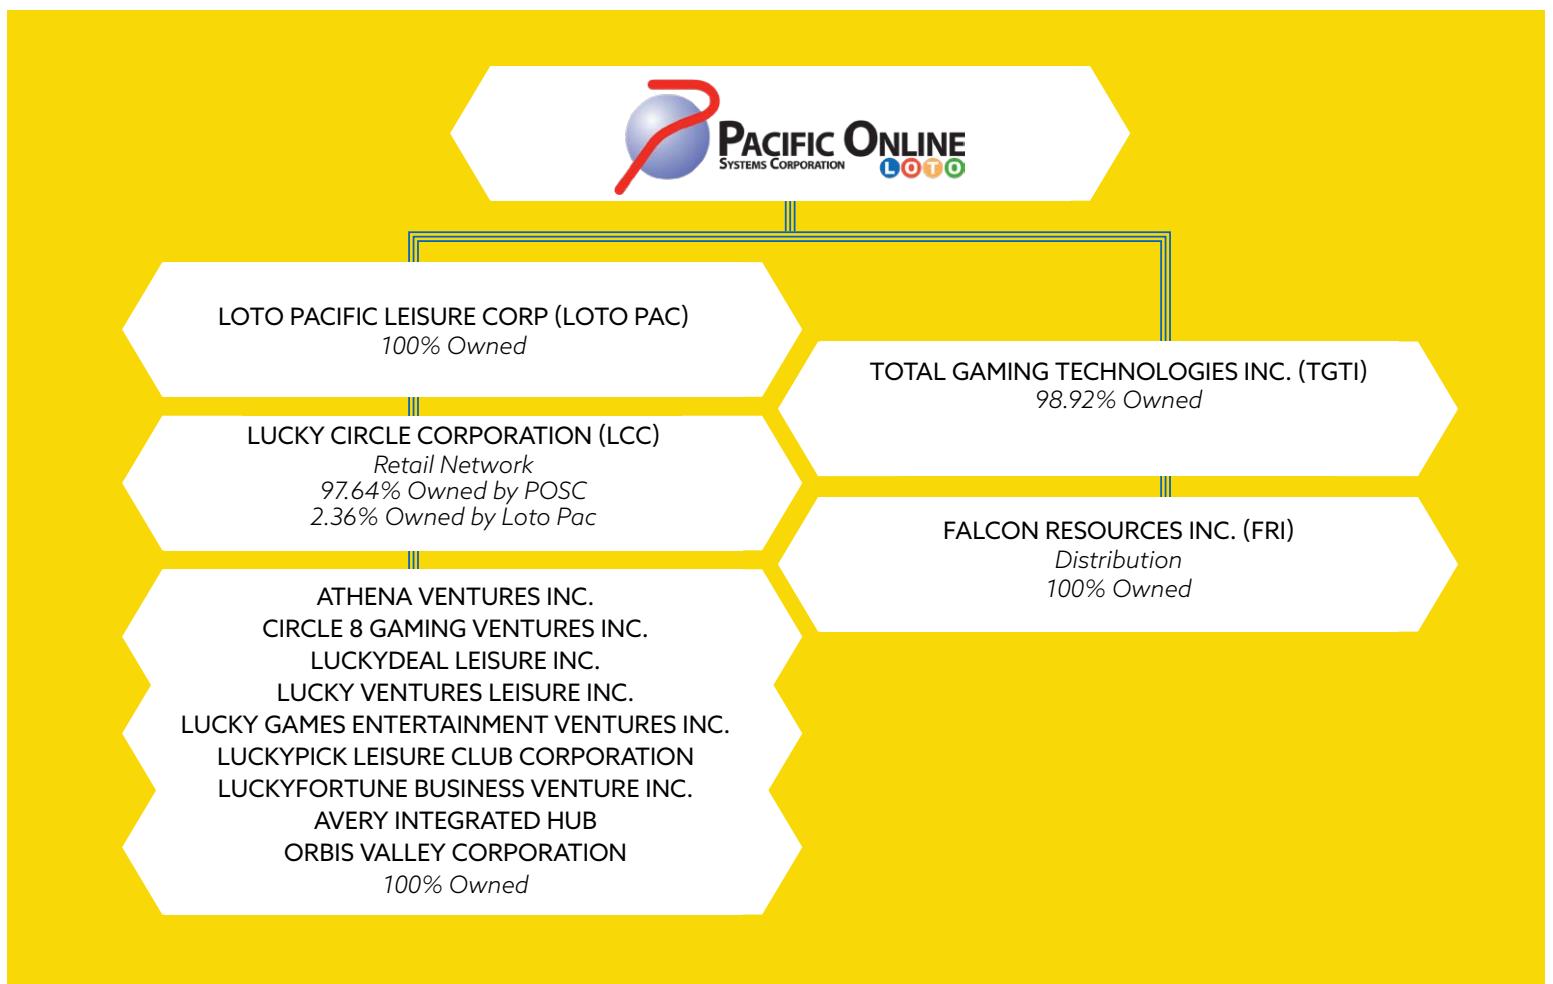 PACIFIC ONLINE
SYSTEMS CORPORATION
LOTO
LOTO PACIFIC LEISURE CORP (LOTO PAC)
100% Owned
LUCKY CIRCLE CORPORATION (LCC)
Retail Network
97.64% Owned by POSC
2.36% Owned by Loto Pac
ATHENA VENTURES INC.
CIRCLE 8 GAMING VENTURES INC.
LUCKYDEAL LEISURE INC.
LUCKY VENTURES LEISURE INC.
LUCKY GAMES ENTERTAINMENT VENTURES INC.
LUCKYPICK LEISURE CLUB CORPORATION
LUCKYFORTUNE BUSINESS VENTURE INC.
AVERY INTEGRATED HUB
ORBIS VALLEY CORPORATION
100% Owned
TOTAL GAMING TECHNOLOGIES INC. (TGTI)
98.92% Owned
FALCON RESOURCES INC. (FRI)
Distribution
100% Owned